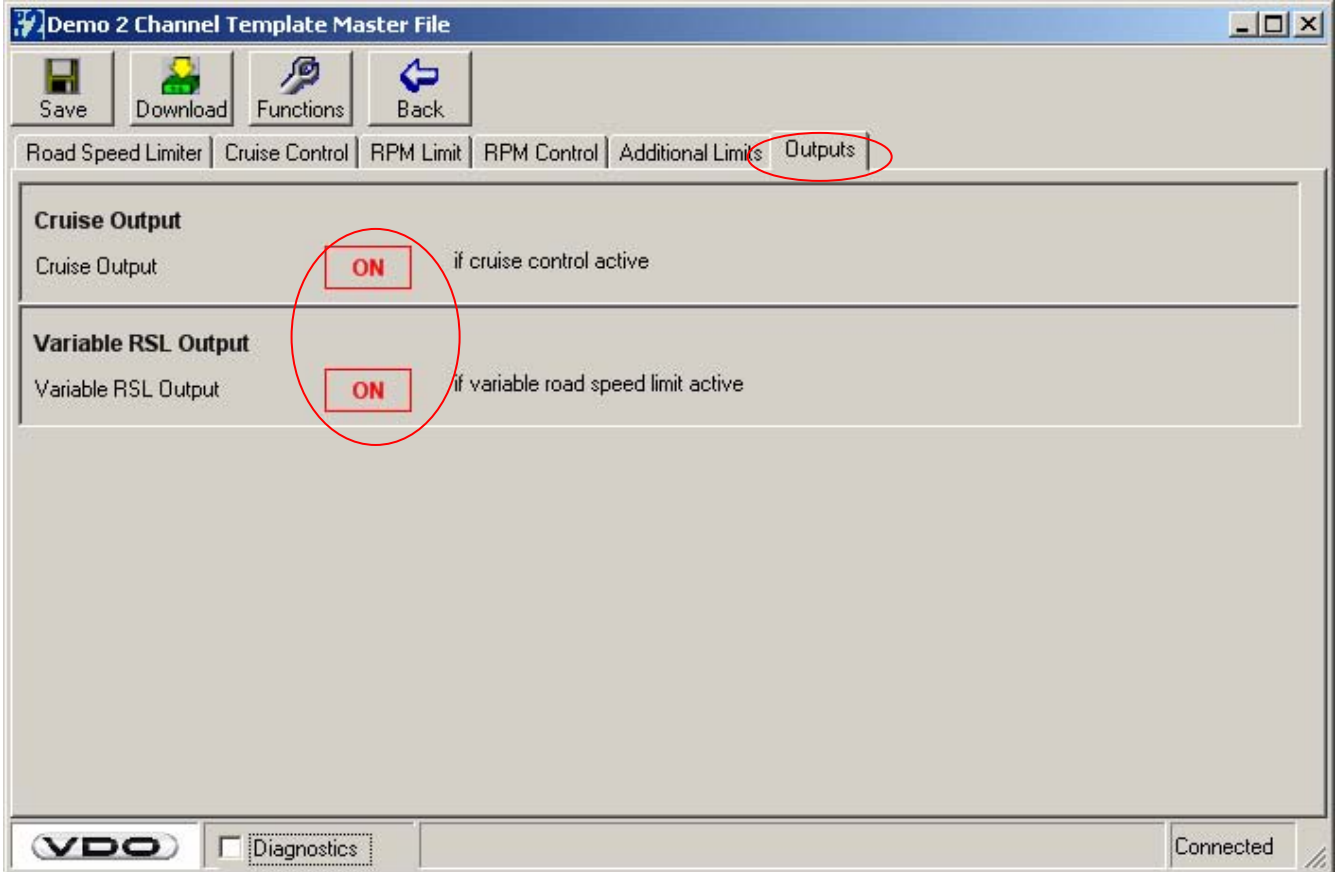 Demo 2 Channel Template Master File
Save Download Functions Back
Road Speed Limiter Cruise Control RPM Limit RPM Control Additional Limits Outputs
Cruise Output
Cruise Output ON if cruise control active
Variable RSL Output
Variable RSL Output ON if variable road speed limit active
VDO Diagnostics Connected